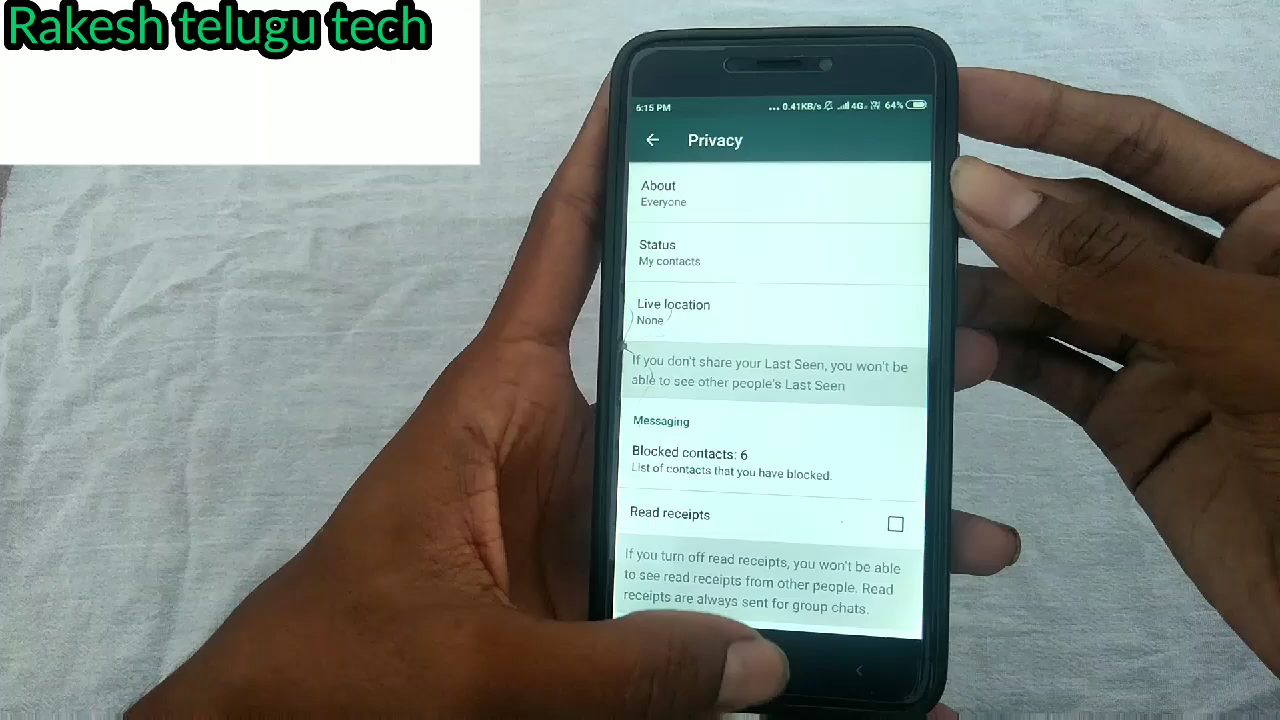 Rakesh telugu tech
6:15 PM ... 0.41KB/s 4G 64%
Privacy
About
Everyone
Status
My contacts
Live location
None
If you don't share your Last Seen, you won't be
able to see other people's Last Seen
Messaging
Blocked contacts: 6
List of contacts that you have blocked.
Read receipts
If you turn off read receipts, you won't be able
to see read receipts from other people. Read
receipts are always sent for group chats.